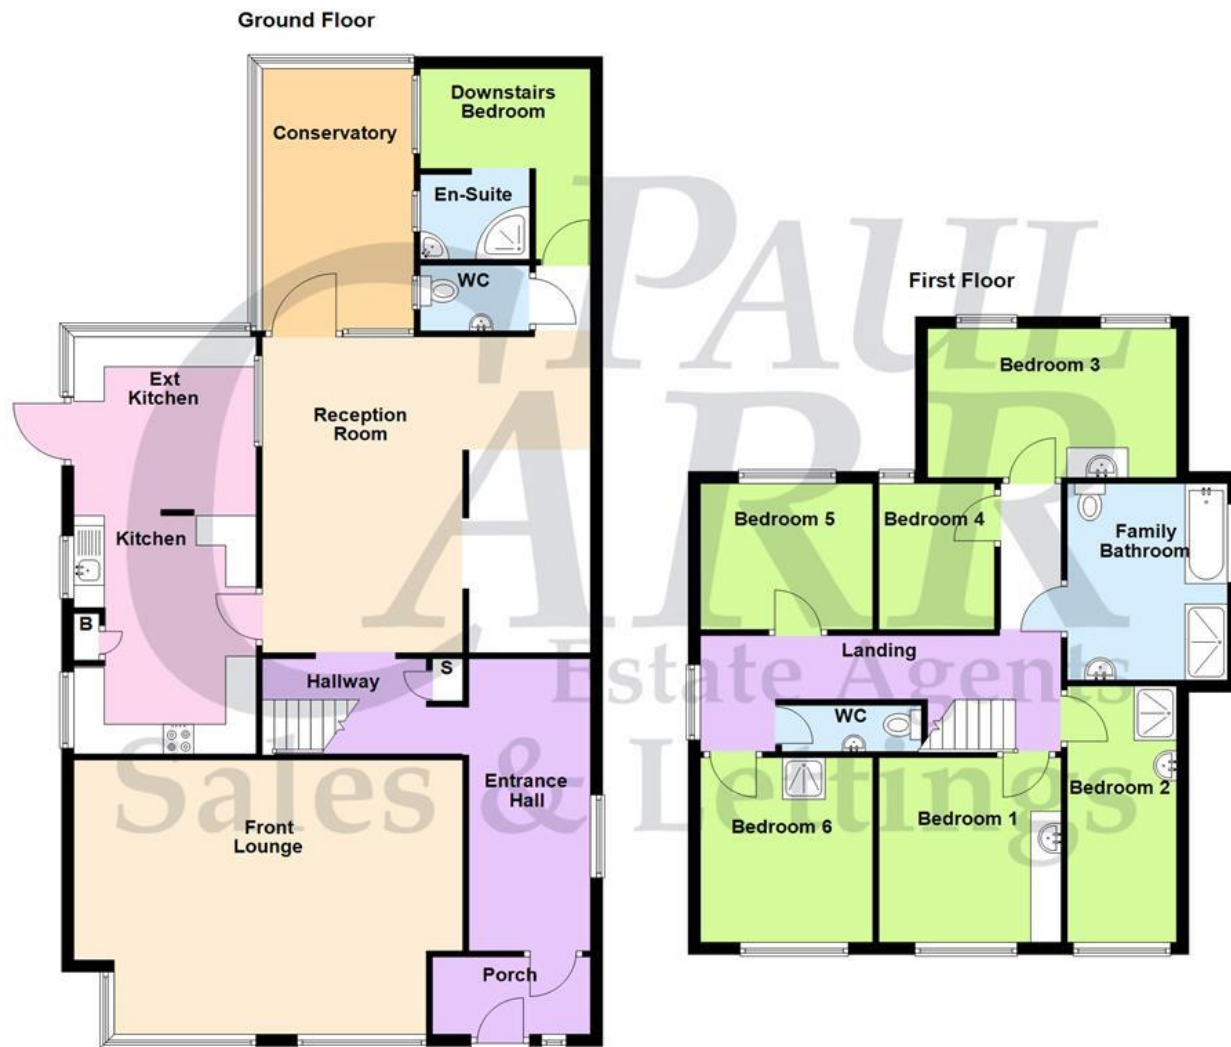 Ground Floor
Downstairs
Bedroom
Conservatory
En-Suite
WC
Ext
Kitchen
Reception
Room
Kitchen
B
Hallway
S
Entrance
Hall
Front
Lounge
Porch
First Floor
Bedroom 3
Bedroom 5
Bedroom 4
Family
Bathroom
Landing
WC
Bedroom 2
Bedroom 6
Bedroom 1
PAUL
CARR
Estate Agents
Sales & Lettings